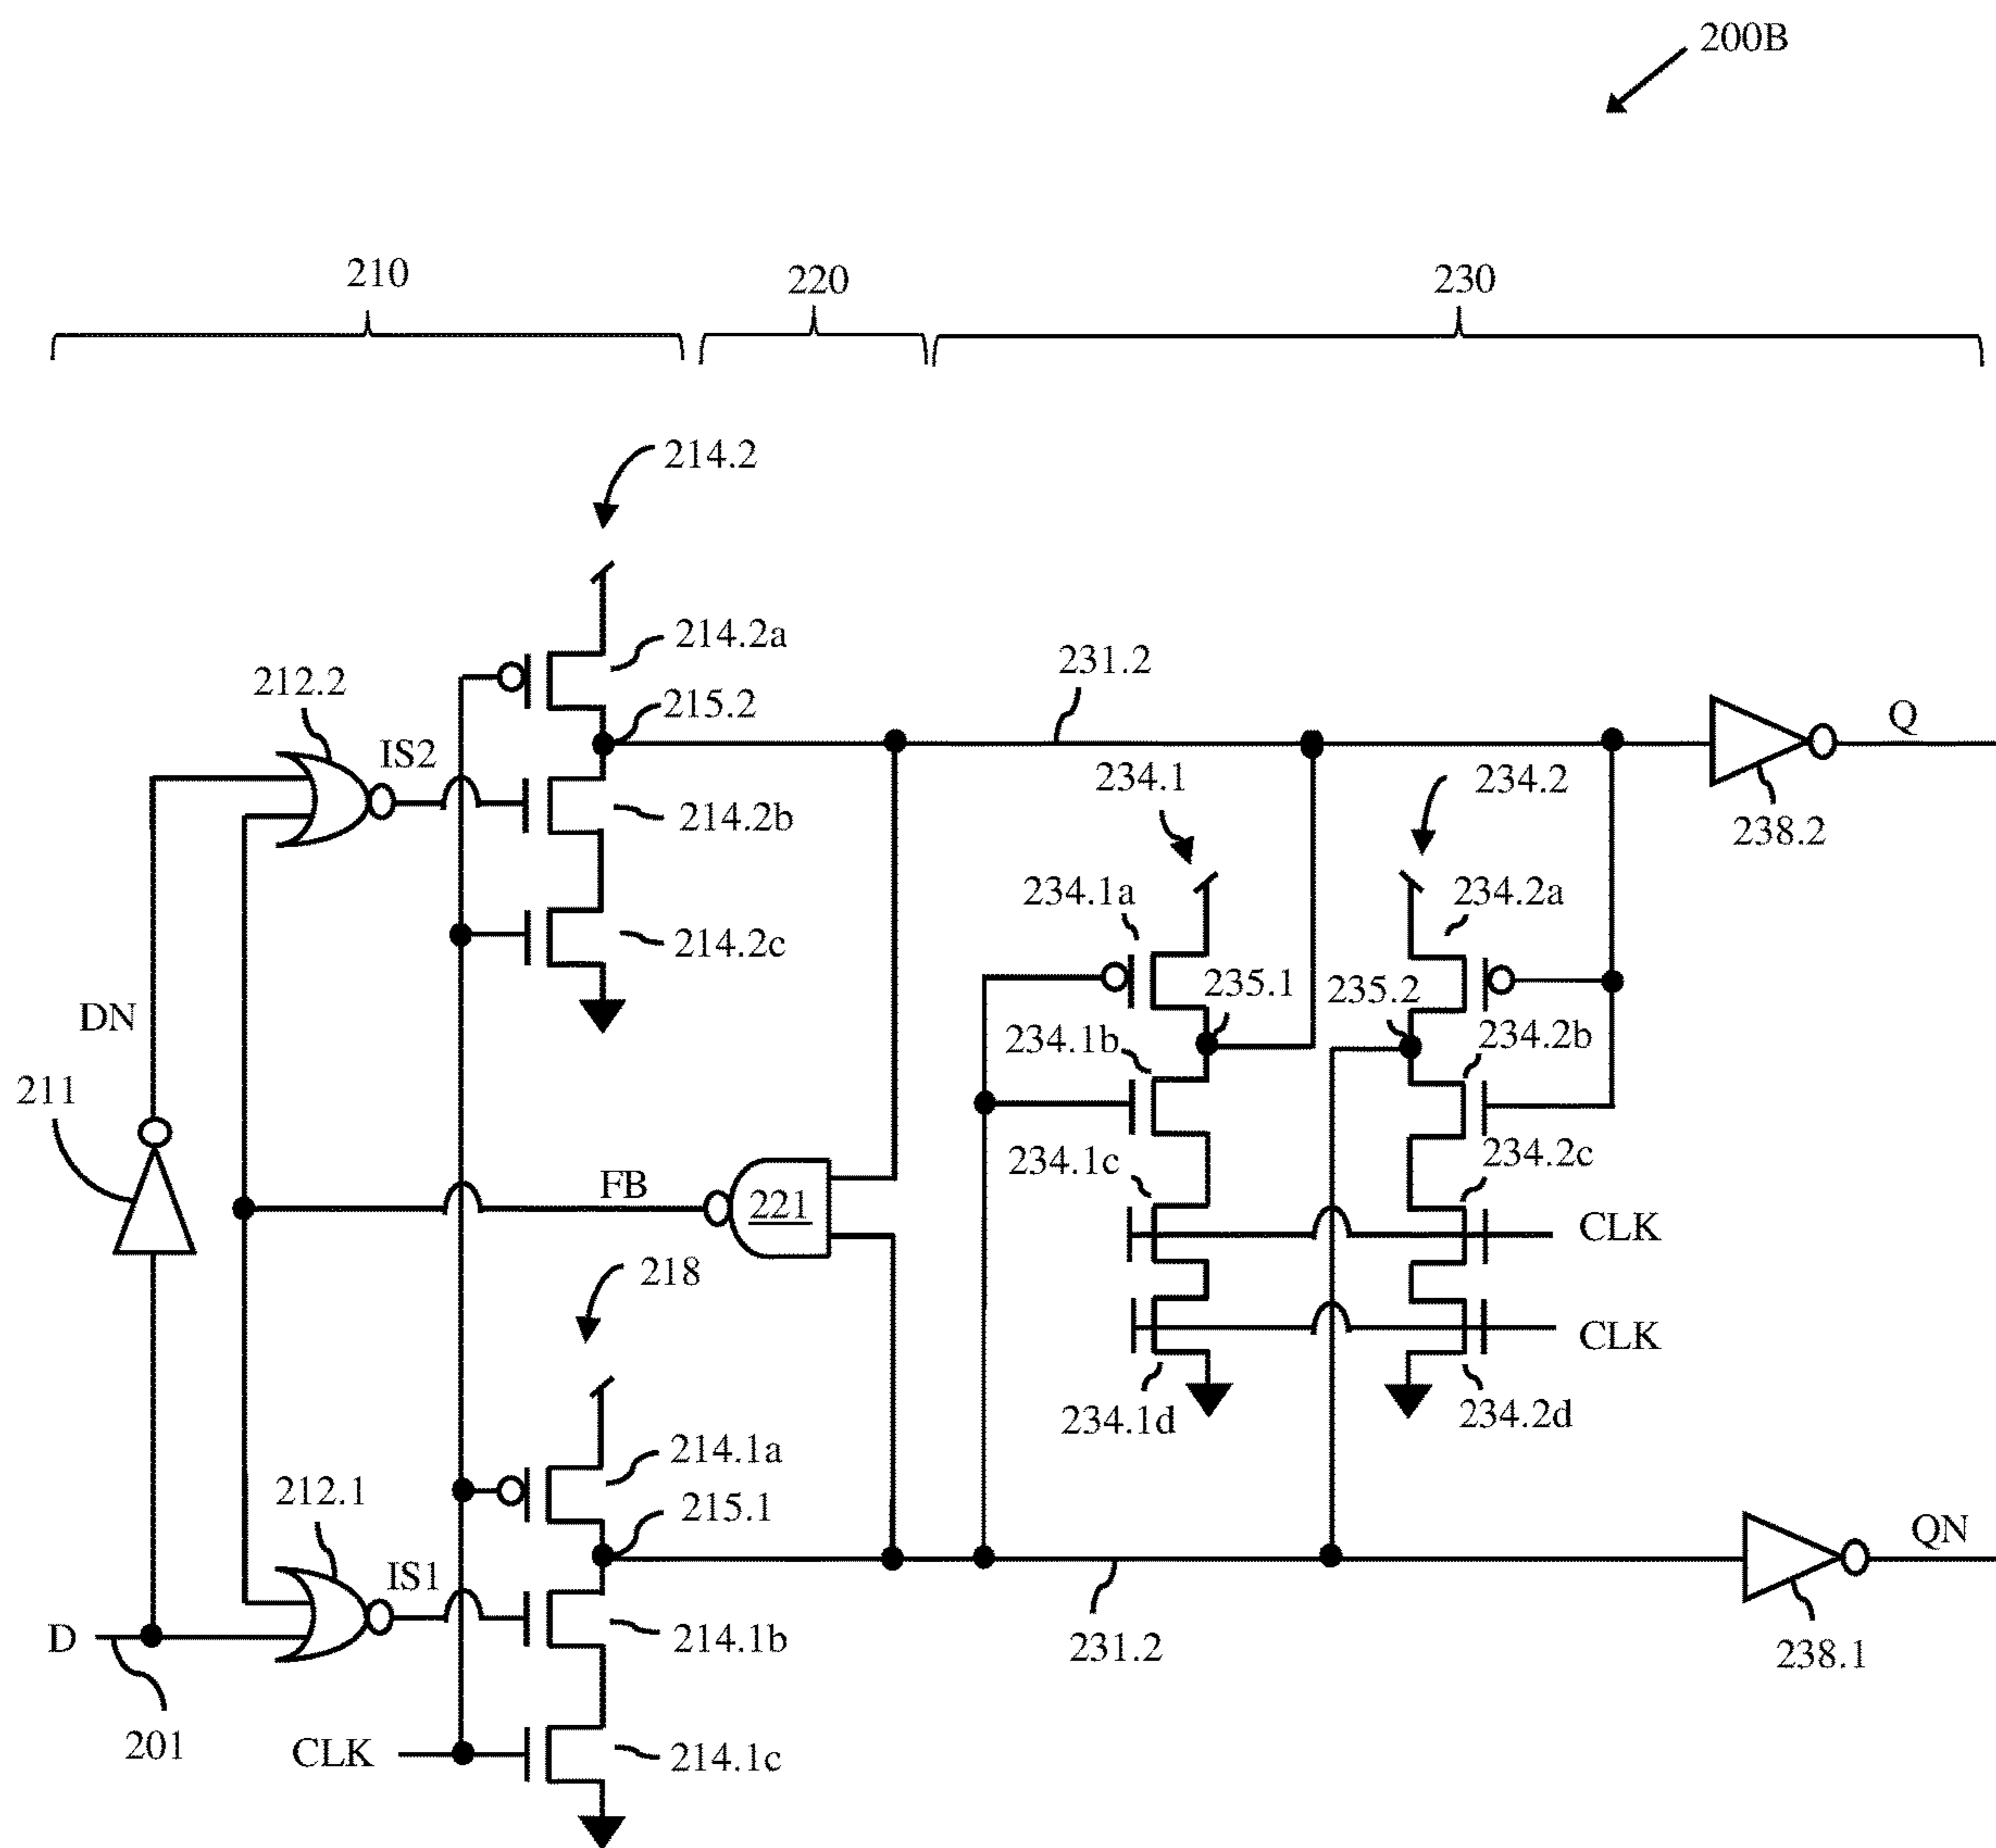 200B
210
220
230
214.2
214.2a
212.2
215.2
231.2
Q
IS2
234.1
234.2
214.2b
238.2
234.1a
234.2a
214.2c
235.1
235.2
DN
234.1b
234.2b
211
234.1c
234.2c
FB
221
CLK
218
CLK
234.1d
234.2d
214.1a
212.1
215.1
QN
IS1
D
214.1b
231.2
238.1
201
CLK
214.1c